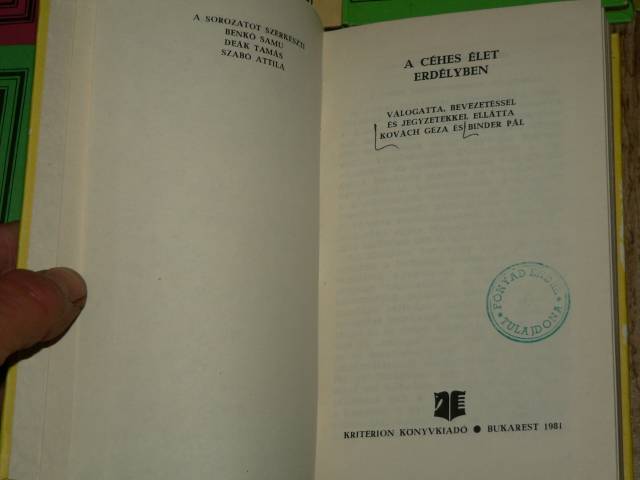 A SOROZATOT SZERKESZTI
BENKŐ SAMU
DEÁK TAMÁS
SZABÓ ATTILA
A CÉHES ÉLET
ERDÉLYBEN
VÁLOGATTA, BEVEZETÉSSEL
ÉS JEGYZETEKKEL ELLÁTTA
KOVÁCH GÉZA ÉS BINDER PÁL
TULAJDONA
KRITERION KÖNYVKIADÓ ● BUKAREST 1981